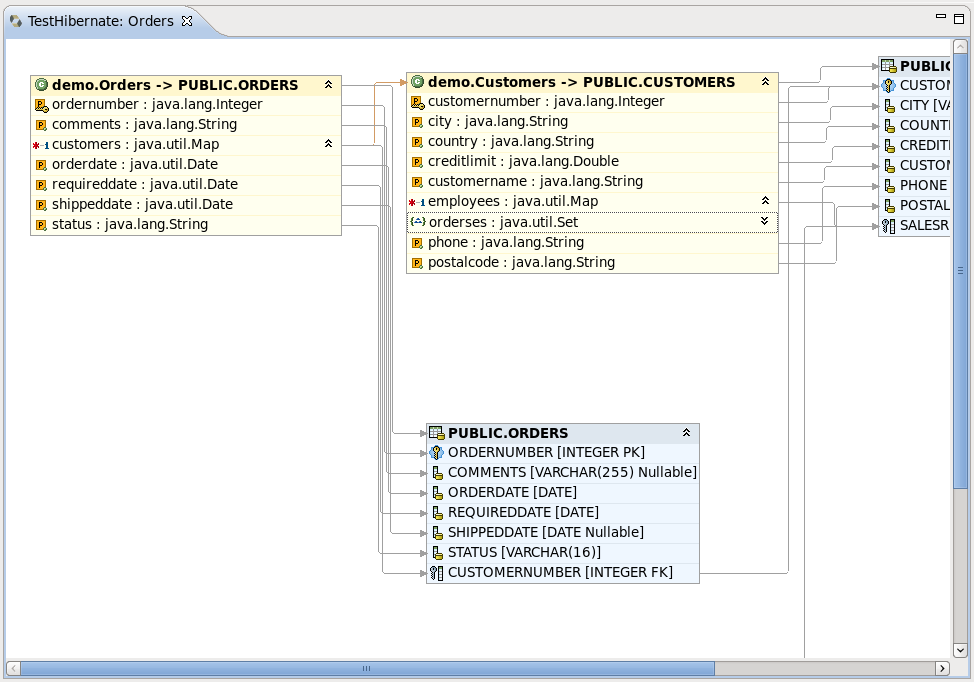 TestHibernate: Orders
demo.Orders -> PUBLIC.ORDERS
ordernumber : java.lang.Integer
comments : java.lang.String
customers : java.util.Map
orderdate : java.util.Date
requireddate : java.util.Date
shippeddate : java.util.Date
status : java.lang.String
demo.Customers -> PUBLIC.CUSTOMERS
customernumber : java.lang.Integer
city : java.lang.String
country : java.lang.String
creditlimit : java.lang.Double
customername : java.lang.String
employees : java.util.Map
orderses : java.util.Set
phone : java.lang.String
postalcode : java.lang.String
PUBLIC
CUSTOM
CITY [VA
COUNT
CREDIT
CUSTOM
PHONE
POSTAL
SALESR
PUBLIC.ORDERS
ORDERNUMBER [INTEGER PK]
COMMENTS [VARCHAR(255) Nullable]
ORDERDATE [DATE]
REQUIREDDATE [DATE]
SHIPPEDDATE [DATE Nullable]
STATUS [VARCHAR(16)]
CUSTOMERNUMBER [INTEGER FK]